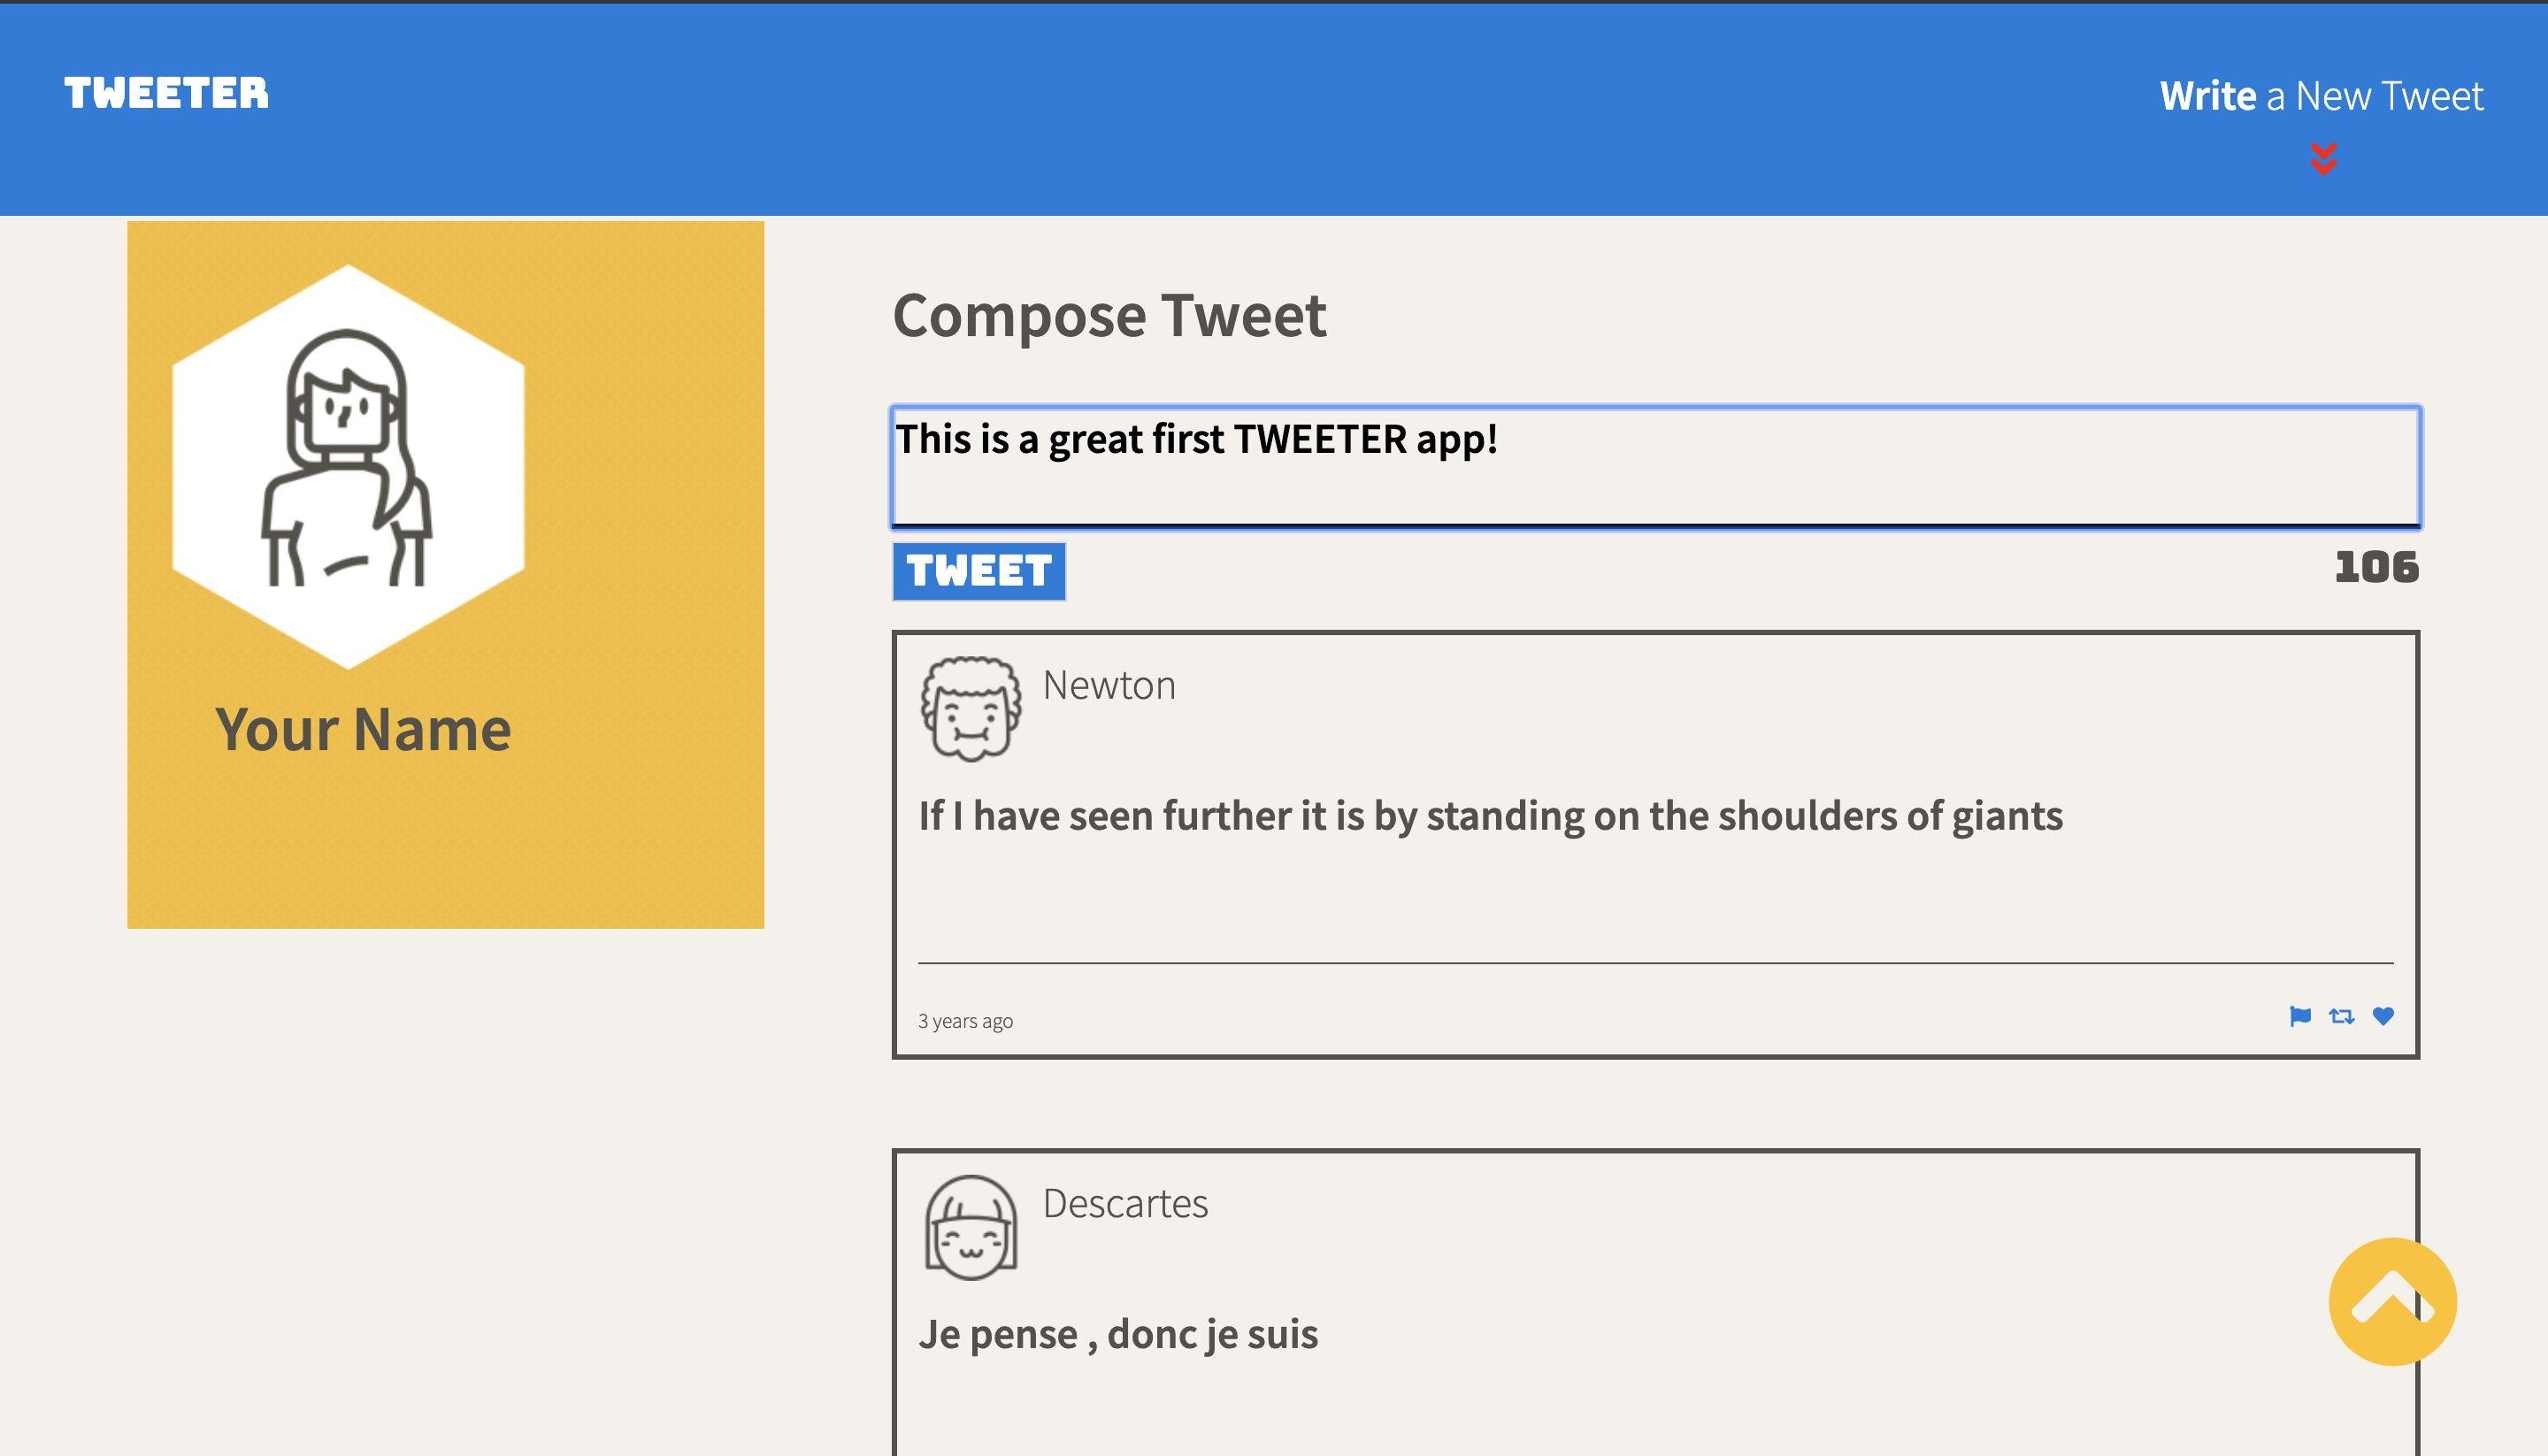 TWEETER
Write a New Tweet
Your Name
Compose Tweet
This is a great first TWEETER app!
TWEET
106
Newton
If I have seen further it is by standing on the shoulders of giants
3 years ago
Descartes
Je pense , donc je suis